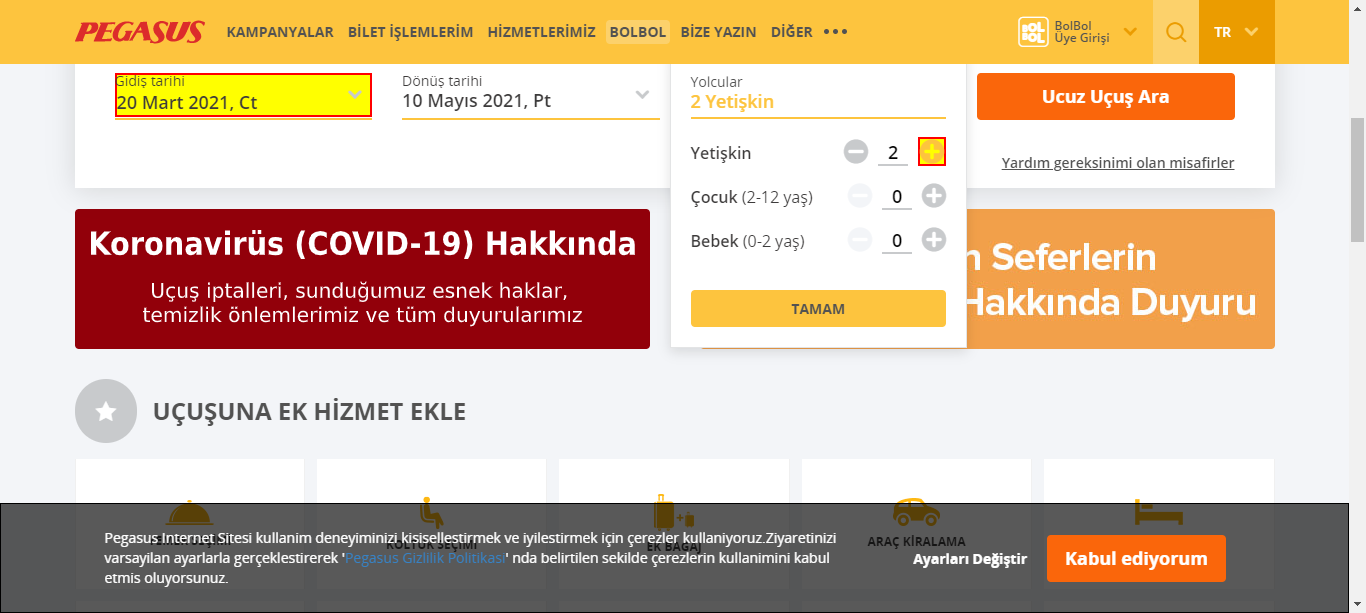 PEGASUS
KAMPANYALAR BİLET İŞLEMLERİM HİZMETLERİMİZ BOLBOL BİZE YAZIN DİĞER
BOL
BOL
BolBol
Üye Girişi
TR
Gidiş tarihi
20 Mart 2021, Ct
Dönüş tarihi
10 Mayıs 2021, Pt
Yolcular
2 Yetişkin
Ucuz Uçuş Ara
Yetişkin 2
Yardım gereksinimi olan misafirler
Çocuk (2-12 yaş) 0
Bebek (0-2 yaş) 0
TAMAM
Koronavirüs (COVID-19) Hakkında
Uçuş iptalleri, sunduğumuz esnek haklar,
temizlik önlemlerimiz ve tüm duyurularımız
n Seferlerin
Hakkında Duyuru
UÇUŞUNA EK HİZMET EKLE
KOLTUK SEÇİMİ
EK BAGAJ
ARAÇ KİRALAMA
Pegasus Internet Sitesi kullanim deneyiminizi kisisellestirmek ve iyilestirmek için çerezler kullaniyoruz.Ziyaretinizi
varsayilan ayarlarla gerçeklestirerek 'Pegasus Gizlilik Politikasi' nda belirtilen sekilde çerezlerin kullanimini kabul
etmis oluyorsunuz.
Ayarları Değiştir
Kabul ediyorum